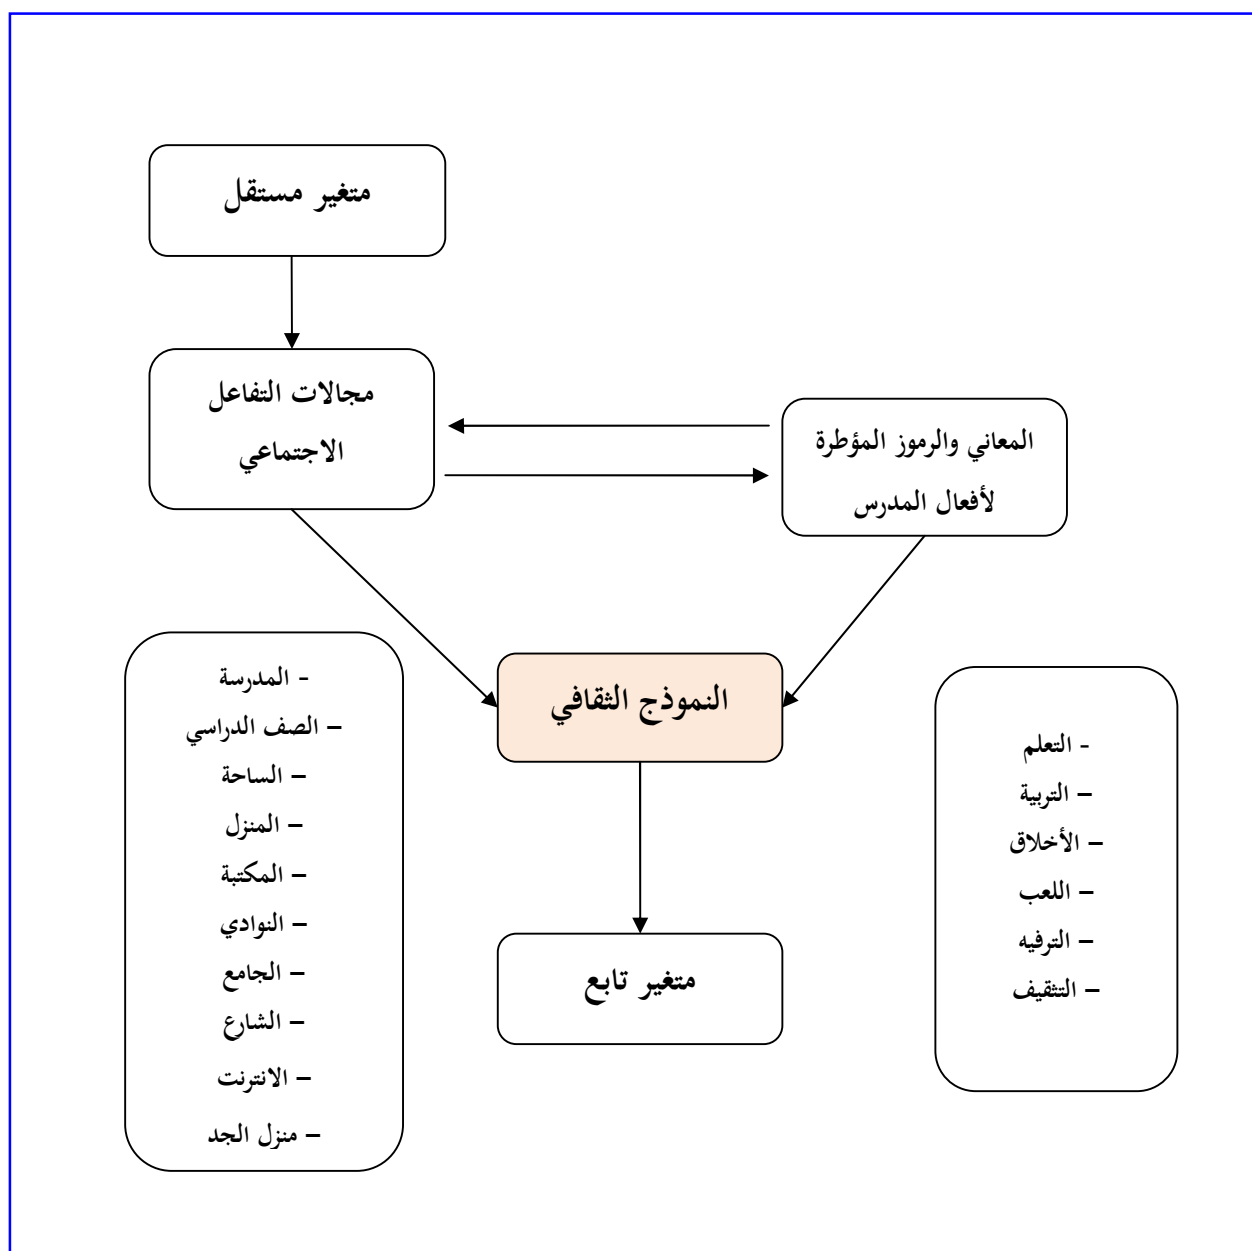 متغير مستقل
مجالات التفاعل
الاجتماعي
المعاني والرموز المؤطرة
لأفعال المدرس
النموذج الثقافي
متغير تابع
- التعلم
– التربية
– الأخلاق
– اللعب
– الترفيه
– التثقيف
- المدرسة
– الصف الدراسي
– الساحة
– المنزل
– المكتبة
– النوادي
– الجامع
– الشارع
– الانترنت
– منزل الجد